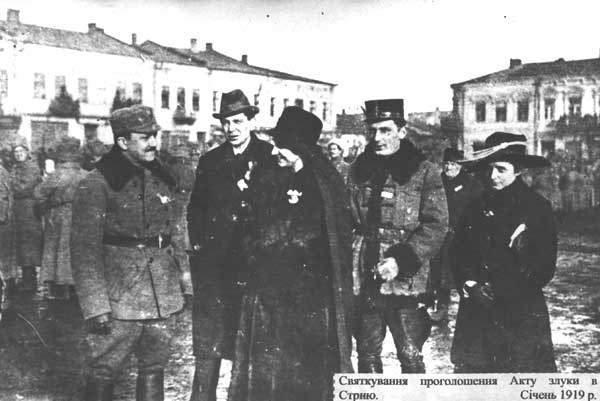 Святкування проголошення Акту злуки в
Стрию. Січень 1919 р.